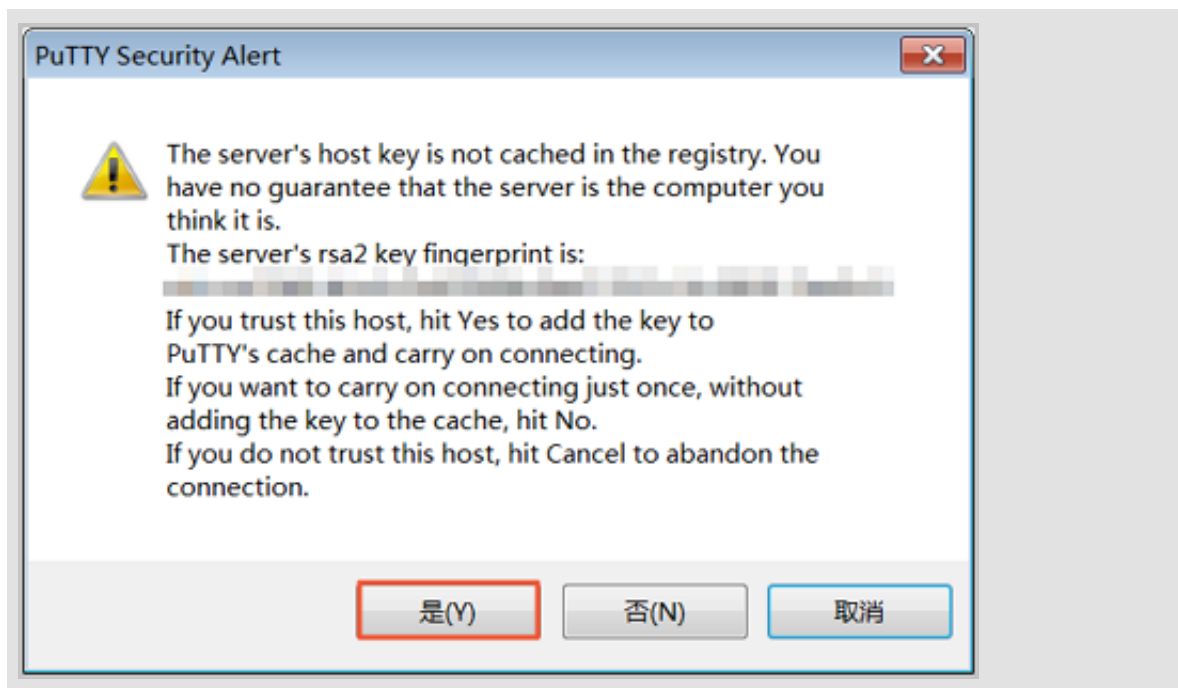 PuTTY Security Alert
The server's host key is not cached in the registry. You
have no guarantee that the server is the computer you
think it is.
The server's rsa2 key fingerprint is:
If you trust this host, hit Yes to add the key to
PuTTY's cache and carry on connecting.
If you want to carry on connecting just once, without
adding the key to the cache, hit No.
If you do not trust this host, hit Cancel to abandon the
connection.
是(Y) 否(N) 取消